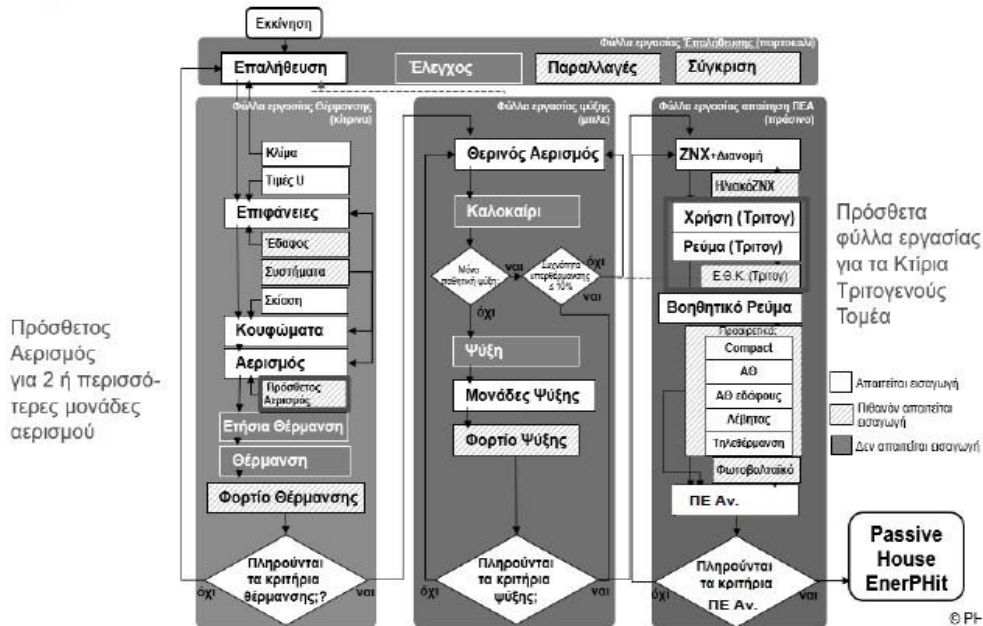 Εκκίνηση
Φύλλα εργασίας Έπαλήθευσης (πορτοκαλί)
Επαλήθευση
Έλεγχος
Παραλλαγές
Σύγκριση
Φύλλα εργασίας Θέρμανσης
(κίτρινα)
Κλίμα
Τιμές U
Επιφάνειες
Έδαφος
Συστήματα
Σκίαση
Κουφώματα
Αερισμός
Πρόσθετος
Αερισμός
Ετήσια Θέρμανση
Θέρμανση
Φορτίο Θέρμανσης
Πληρούνται
τα κριτήρια
θέρμανσης;?
όχι
ναι
Πρόσθετος
Αερισμός
για 2 ή περισσό-
τερες μονάδες
αερισμού
Φύλλα εργασίας ψύξης
(μπλε)
Θερινός Αερισμός
Καλοκαίρι
Μόνο
παθητική ψύξη;
ναι
όχι
Συχνότητα
υπερθέρμανσης
≤ 10%
όχι
ναι
Ψύξη
Μονάδες Ψύξης
Φορτίο Ψύξης
Πληρούνται
τα κριτήρια
ψύξης;
όχι
ναι
Φύλλα εργασίας απαίτηση ΠΕΑ
(πράσινο)
ΖΝΧ+Διανομή
ΗλιακόΖΝΧ
Χρήση (Τριτογ)
Ρεύμα (Τριτογ)
Ε.Θ.Κ. (Τριτογ)
Βοηθητικό Ρεύμα
Προαιρετικά:
Compact
ΑΘ
ΑΘ εδάφους
Λέβητας
Τηλεθέρμανση
Φωτοβολταϊκό
ΠΕ Αν.
Πληρούνται
τα κριτήρια
ΠΕ Αν.
όχι
ναι
Πρόσθετα
φύλλα εργασίας
για τα Κτίρια
Τριτογενούς
Τομέα
Απαιτείται εισαγωγή
Πιθανόν απαιτείται
εισαγωγή
Δεν απαιτείται εισαγωγή
Passive
House
EnerPHit
© PH